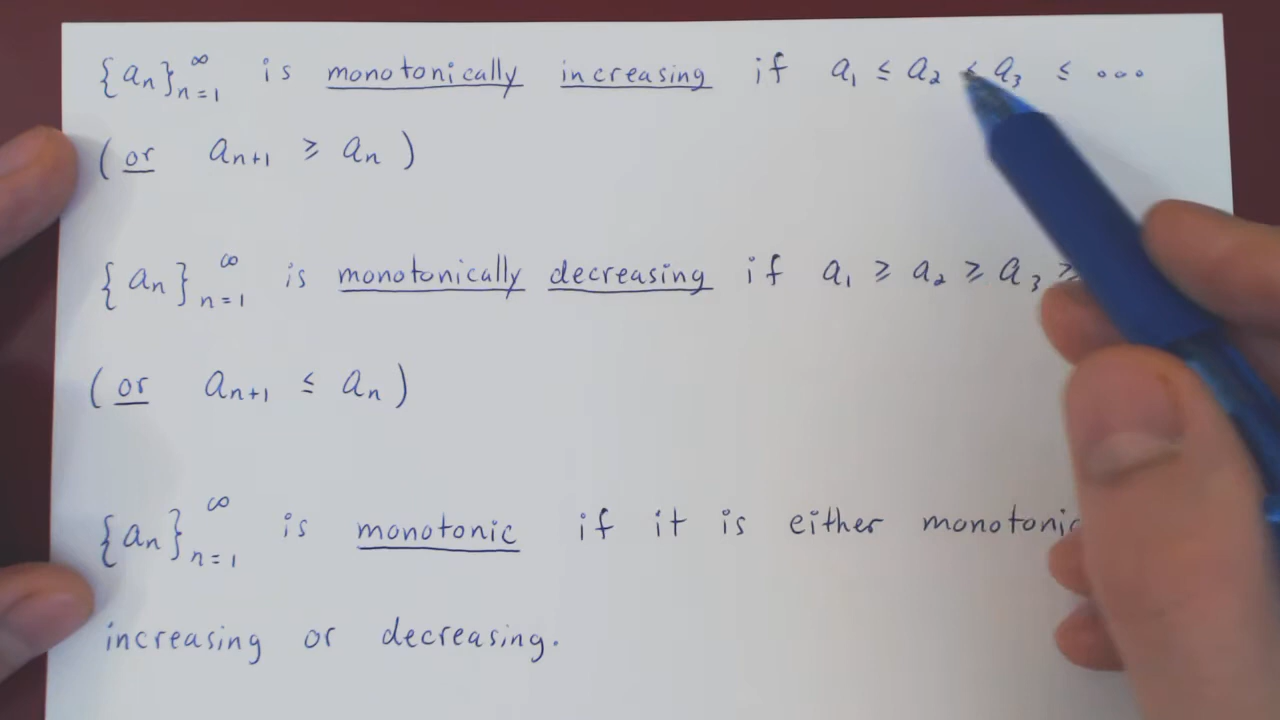 {aₙ}ₙ₌₁^∞ is monotonically increasing if a₁ ≤ a₂ ≤ a₃ ≤ ...
(or aₙ₊₁ ≥ aₙ)
{aₙ}ₙ₌₁^∞ is monotonically decreasing if a₁ ≥ a₂ ≥ a₃ ≥
(or aₙ₊₁ ≤ aₙ)
{aₙ}ₙ₌₁^∞ is monotonic if it is either
increasing or decreasing.